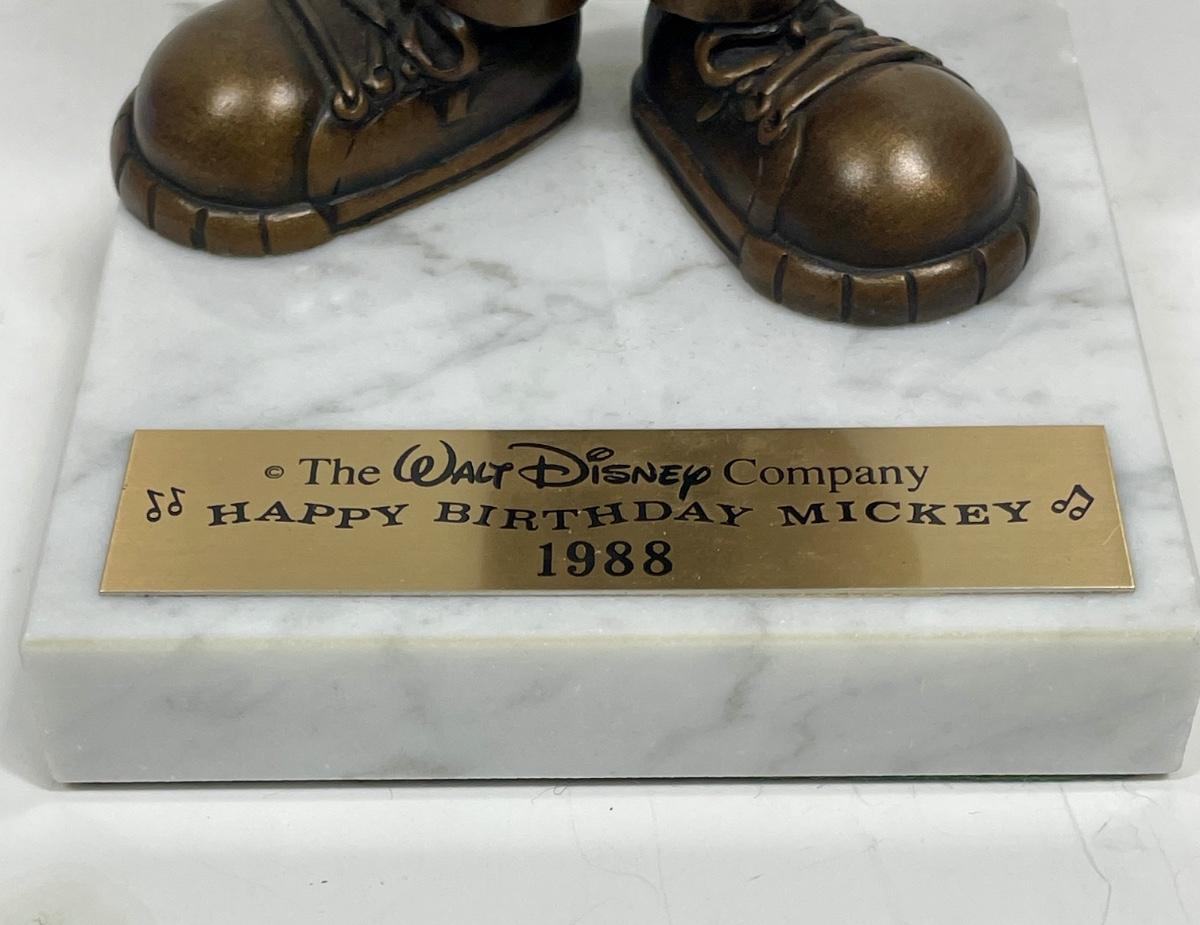 © The Walt Disney Company
♫ HAPPY BIRTHDAY MICKEY ♫
1988